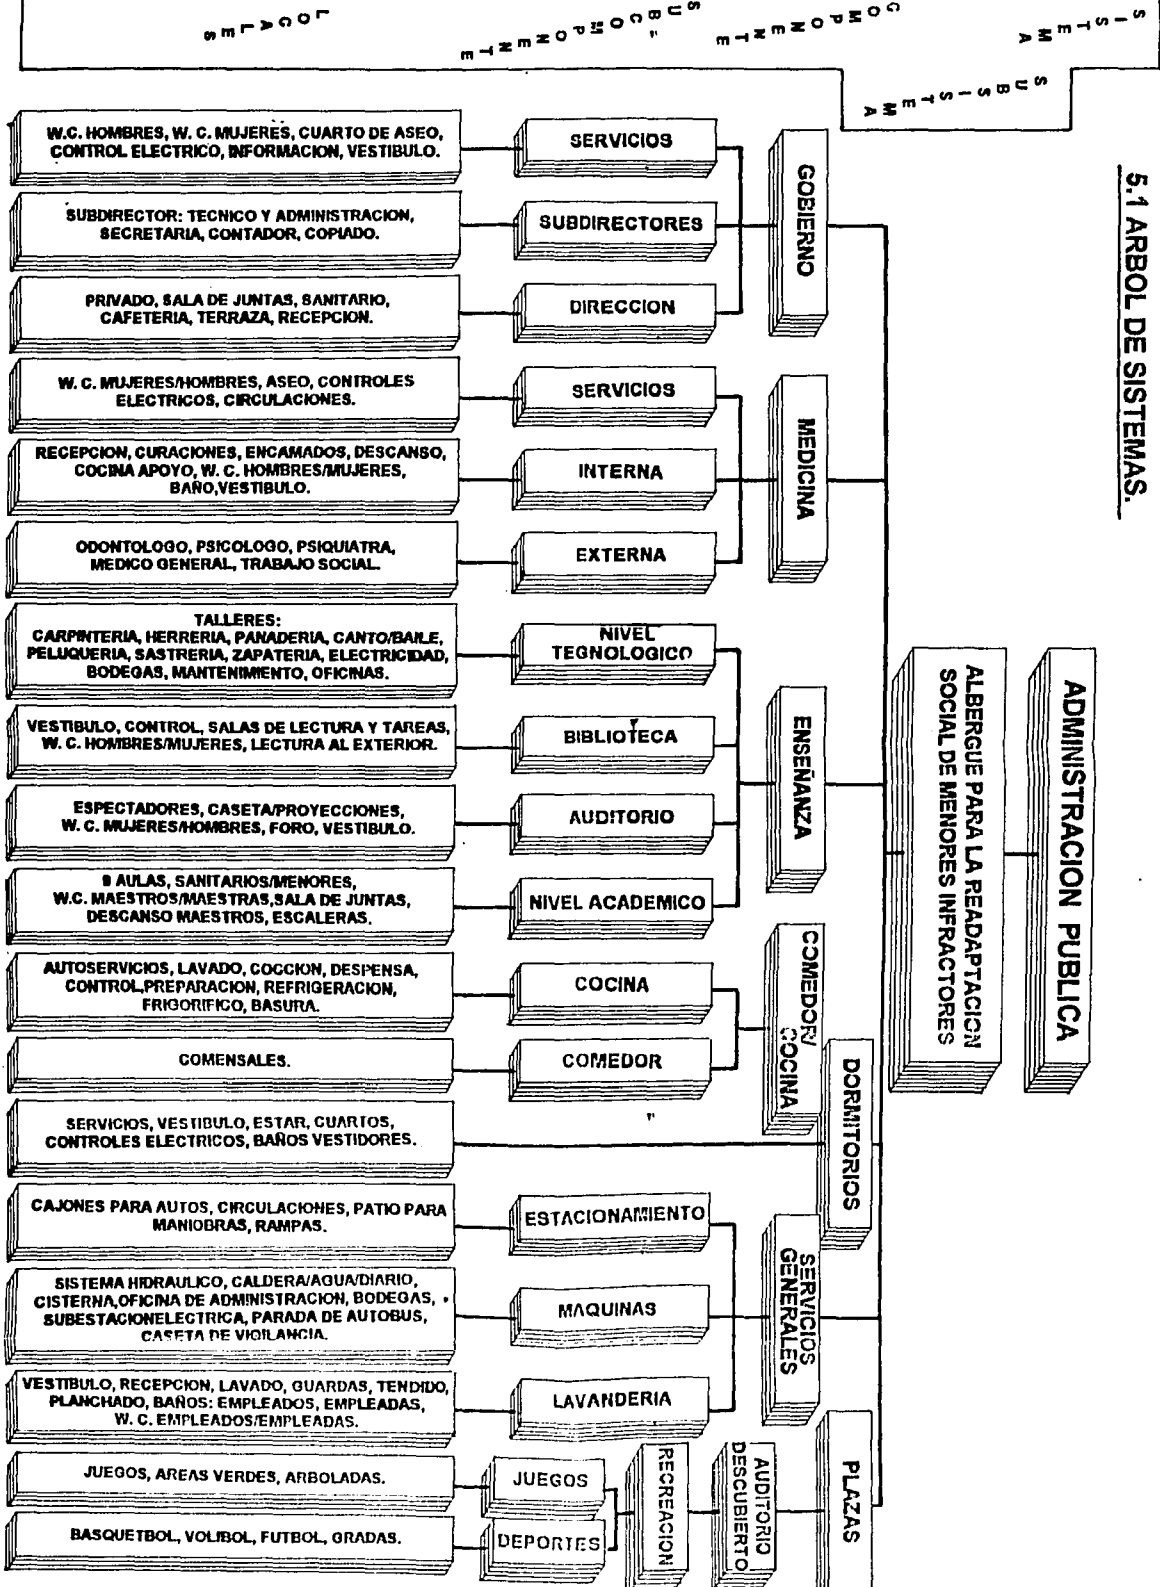 5.1 ARBOL DE SISTEMAS.
SISTEMA
SUBSISTEMA
COMPONENTE
SUB-
COMPONENTE
LOCALES
ADMINISTRACION PUBLICA
ALBERGUE PARA LA READAPTACION
SOCIAL DE MENORES INFRACTORES
GOBIERNO
SERVICIOS
W.C. HOMBRES, W. C. MUJERES, CUARTO DE ASEO,
CONTROL ELECTRICO, INFORMACION, VESTIBULO.
SUBDIRECTORES
SUBDIRECTOR: TECNICO Y ADMINISTRACION,
SECRETARIA, CONTADOR, COPIADO.
DIRECCION
PRIVADO, SALA DE JUNTAS, SANITARIO,
CAFETERIA, TERRAZA, RECEPCION.
MEDICINA
SERVICIOS
W. C. MUJERES/HOMBRES, ASEO, CONTROLES
ELECTRICOS, CIRCULACIONES.
INTERNA
RECEPCION, CURACIONES, ENCAMADOS, DESCANSO,
COCINA APOYO, W. C. HOMBRES/MUJERES,
BAÑO,VESTIBULO.
EXTERNA
ODONTOLOGO, PSICOLOGO, PSIQUIATRA,
MEDICO GENERAL, TRABAJO SOCIAL.
ENSEÑANZA
NIVEL
TEGNOLOGICO
TALLERES:
CARPINTERIA, HERRERIA, PANADERIA, CANTO/BAILE,
PELUQUERIA, SASTRERIA, ZAPATERIA, ELECTRICIDAD,
BODEGAS, MANTENIMIENTO, OFICINAS.
BIBLIOTECA
VESTIBULO, CONTROL, SALAS DE LECTURA Y TAREAS,
W. C. HOMBRES/MUJERES, LECTURA AL EXTERIOR.
AUDITORIO
ESPECTADORES, CASETA/PROYECCIONES,
W. C. MUJERES/HOMBRES, FORO, VESTIBULO.
NIVEL ACADEMICO
9 AULAS, SANITARIOS/MENORES,
W.C. MAESTROS/MAESTRAS,SALA DE JUNTAS,
DESCANSO MAESTROS, ESCALERAS.
COMEDOR/
COCINA
COCINA
AUTOSERVICIOS, LAVADO, COCCION, DESPENSA,
CONTROL,PREPARACION, REFRIGERACION,
FRIGORIFICO, BASURA.
COMEDOR
COMENSALES.
DORMITORIOS
SERVICIOS, VESTIBULO, ESTAR, CUARTOS,
CONTROLES ELECTRICOS, BAÑOS VESTIDORES.
SERVICIOS
GENERALES
ESTACIONAMIENTO
CAJONES PARA AUTOS, CIRCULACIONES, PATIO PARA
MANIOBRAS, RAMPAS.
MAQUINAS
SISTEMA HIDRAULICO, CALDERA/AGUA/DIARIO,
CISTERNA,OFICINA DE ADMINISTRACION, BODEGAS,
SUBESTACIONELECTRICA, PARADA DE AUTOBUS,
CASETA DE VIGILANCIA.
LAVANDERIA
VESTIBULO, RECEPCION, LAVADO, GUARDAS, TENDIDO,
PLANCHADO, BAÑOS: EMPLEADOS, EMPLEADAS,
W. C. EMPLEADOS/EMPLEADAS.
PLAZAS
AUDITORIO
DESCUBIERTO
RECREACION
JUEGOS
JUEGOS, AREAS VERDES, ARBOLADAS.
DEPORTES
BASQUETBOL, VOLIBOL, FUTBOL, GRADAS.